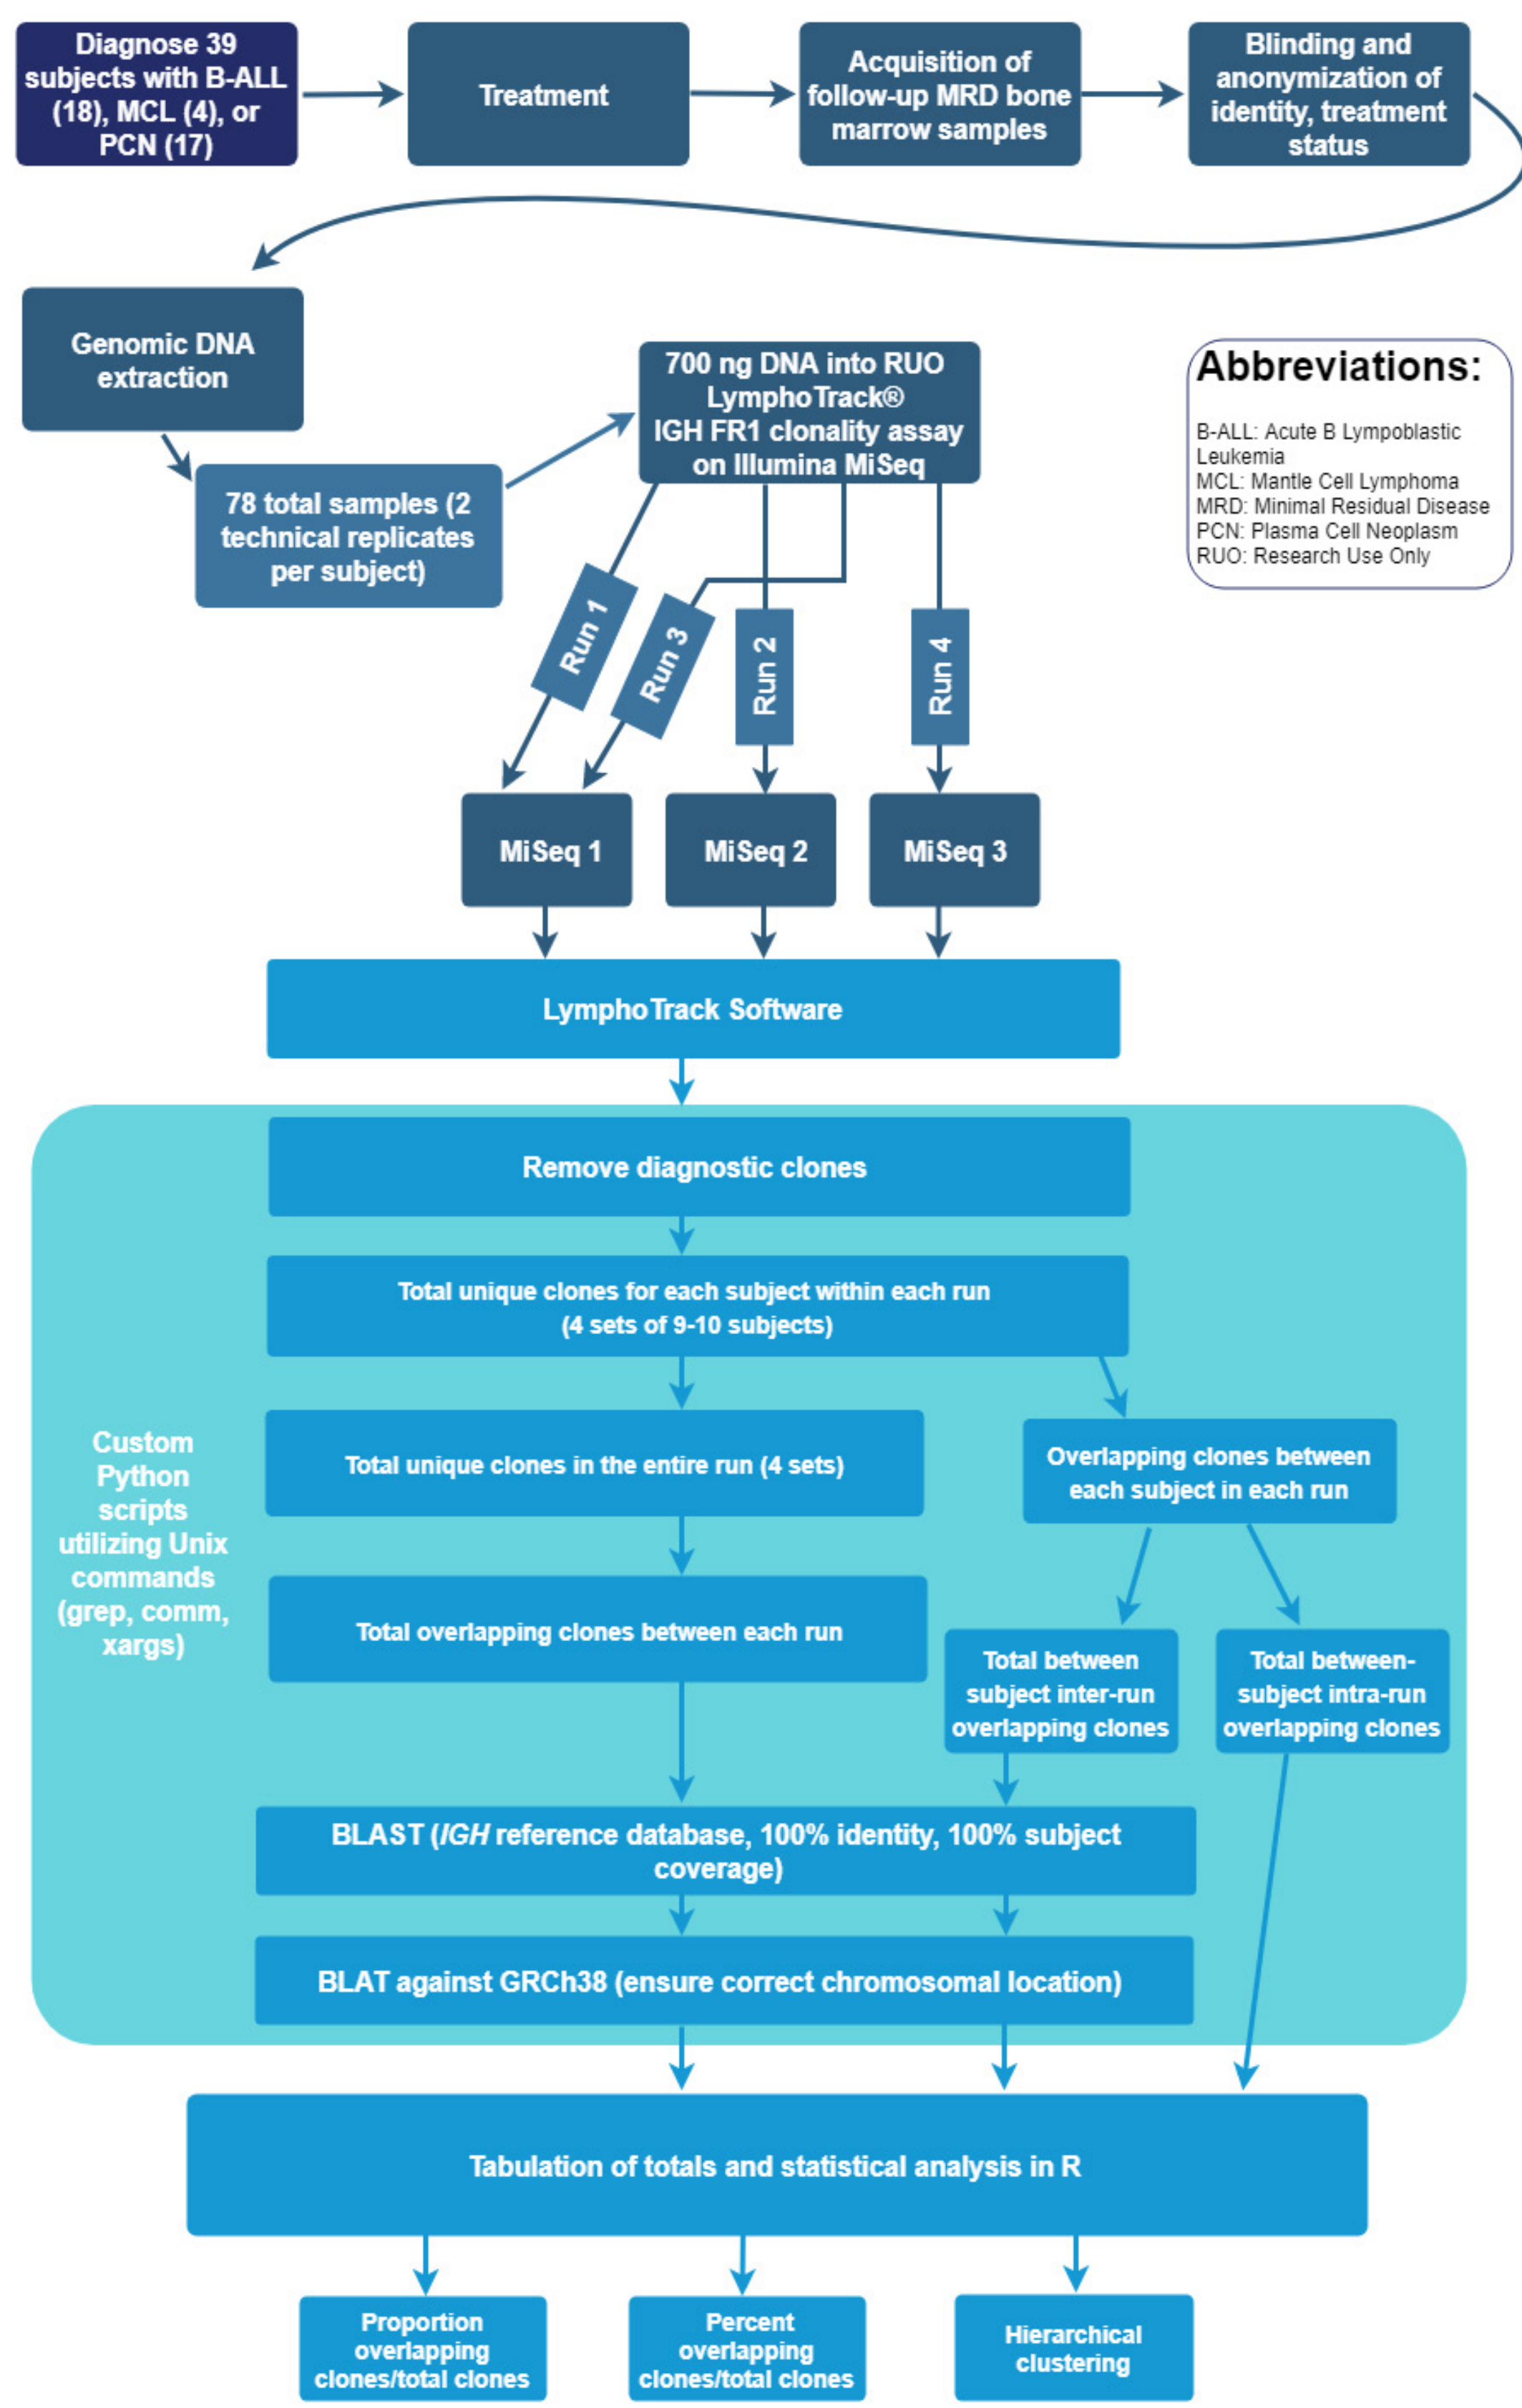 Diagnose 39
subjects with B-ALL
(18), MCL (4), or
PCN (17)
Treatment
Acquisition of
follow-up MRD bone
marrow samples
Blinding and
anonymization of
identity, treatment
status
Genomic DNA
extraction
78 total samples (2
technical replicates
per subject)
700 ng DNA into RUO
LymphoTrack®
IGH FR1 clonality assay
on Illumina MiSeq
Abbreviations:
B-ALL: Acute B Lympoblastic
Leukemia
MCL: Mantle Cell Lymphoma
MRD: Minimal Residual Disease
PCN: Plasma Cell Neoplasm
RUO: Research Use Only
Run 1
Run 3
Run 2
Run 4
MiSeq 1
MiSeq 2
MiSeq 3
LymphoTrack Software
Remove diagnostic clones
Total unique clones for each subject within each run
(4 sets of 9-10 subjects)
Custom
Python
scripts
utilizing Unix
commands
(grep, comm,
xargs)
Total unique clones in the entire run (4 sets)
Overlapping clones between
each subject in each run
Total overlapping clones between each run
Total between
subject inter-run
overlapping clones
Total between-
subject intra-run
overlapping clones
BLAST (IGH reference database, 100% identity, 100% subject
coverage)
BLAT against GRCh38 (ensure correct chromosomal location)
Tabulation of totals and statistical analysis in R
Proportion
overlapping
clones/total clones
Percent
overlapping
clones/total clones
Hierarchical
clustering